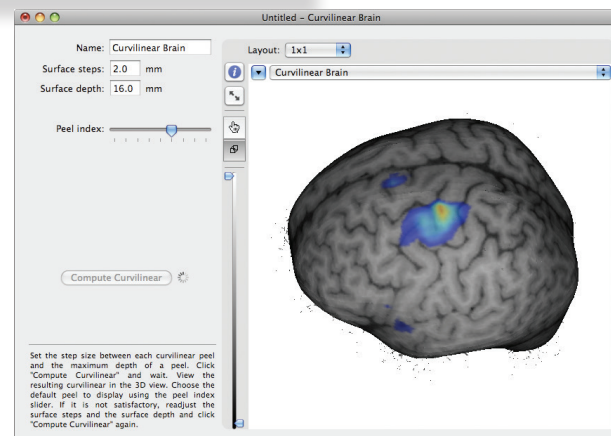 Untitled – Curvilinear Brain
Name: Curvilinear Brain
Surface steps: 2.0 mm
Surface depth: 16.0 mm
Peel index:
Compute Curvilinear
Set the step size between each curvilinear peel
and the maximum depth of a peel. Click
"Compute Curvilinear" and wait. View the
resulting curvilinear in the 3D view. Choose the
default peel to display using the peel index
slider. If it is not satisfactory, readjust the
surface steps and the surface depth and click
"Compute Curvilinear" again.
Layout: 1x1
Curvilinear Brain